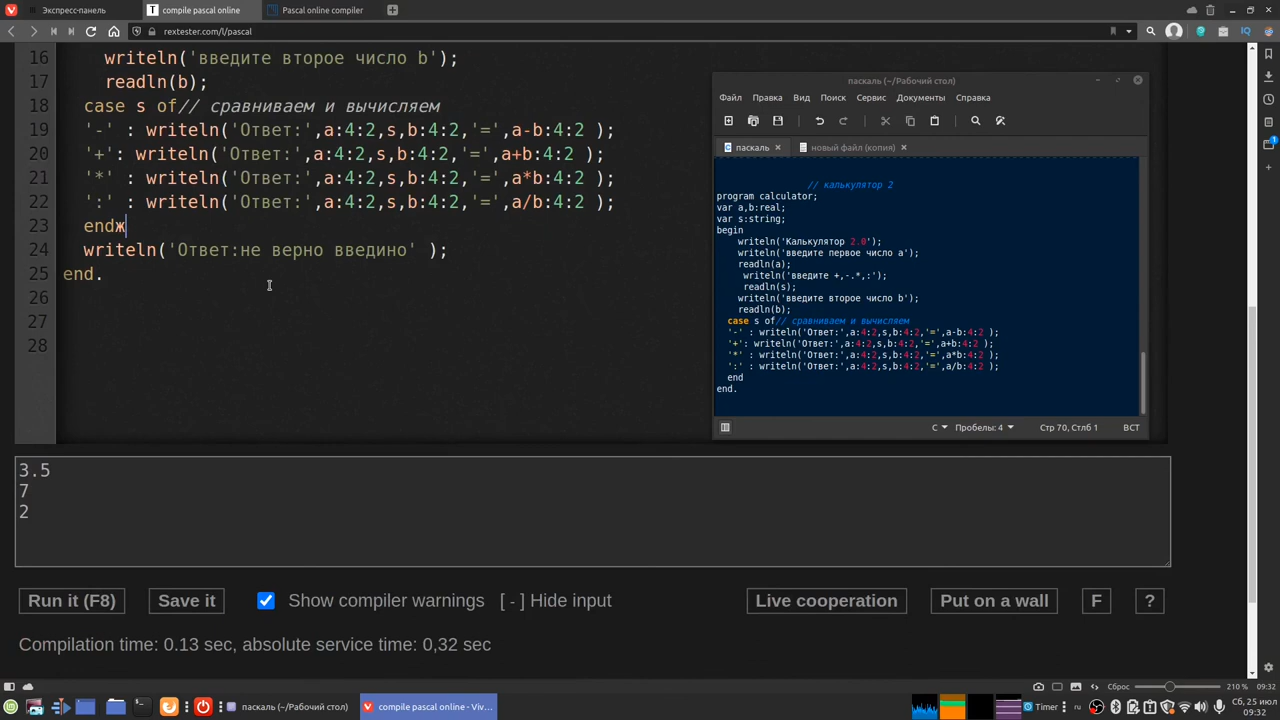 Экспресс-панель
compile pascal online
Pascal online compiler
rextester.com/l/pascal
16 writeln('введите второе число b');
17 readln(b);
18 case s of// сравниваем и вычисляем
19 '-' : writeln('Ответ:',a:4:2,s,b:4:2,'=',a-b:4:2 );
20 '+': writeln('Ответ:',a:4:2,s,b:4:2,'=',a+b:4:2 );
21 '*' : writeln('Ответ:',a:4:2,s,b:4:2,'=',a*b:4:2 );
22 ':' : writeln('Ответ:',a:4:2,s,b:4:2,'=',a/b:4:2 );
23 endж
24 writeln('Ответ:не верно введино' );
25 end.
26
27
28
паскаль (~/Рабочий стол)
Файл Правка Вид Поиск Сервис Документы Справка
паскаль
новый файл (копия)
// калькулятор 2
program calculator;
var a,b:real;
var s:string;
begin
writeln('Калькулятор 2.0');
writeln('введите первое число a');
readln(a);
writeln('введите +,-.*,:');
readln(s);
writeln('введите второе число b');
readln(b);
case s of// сравниваем и вычисляем
'-' : writeln('Ответ:',a:4:2,s,b:4:2,'=',a-b:4:2 );
'+': writeln('Ответ:',a:4:2,s,b:4:2,'=',a+b:4:2 );
'*' : writeln('Ответ:',a:4:2,s,b:4:2,'=',a*b:4:2 );
':' : writeln('Ответ:',a:4:2,s,b:4:2,'=',a/b:4:2 );
end
end.
C Пробелы: 4 Стр 70, Стлб 1 ВСТ
3.5
7
2
Run it (F8)
Save it
Show compiler warnings
[ - ] Hide input
Live cooperation
Put on a wall
F
?
Compilation time: 0.13 sec, absolute service time: 0,32 sec
Сброс 210 % 09:32
паскаль (~/Рабочий стол)
compile pascal online - Viv...
Timer
ru
Сб, 25 июл
09:32